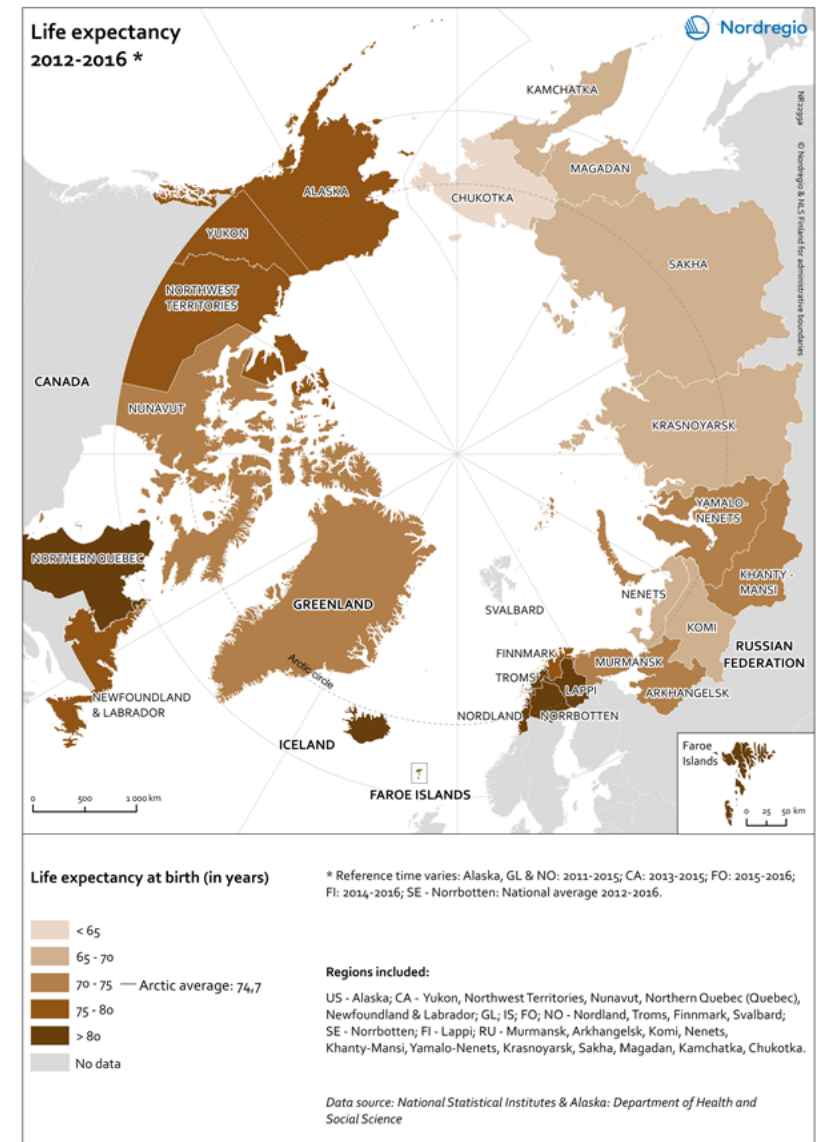 Life expectancy
2012-2016 *
Nordregio
NR2299a © Nordregio & NLS Finland for administrative boundaries
KAMCHATKA
MAGADAN
CHUKOTKA
ALASKA
YUKON
SAKHA
NORTHWEST
TERRITORIES
CANADA
NUNAVUT
KRASNOYARSK
YAMALO-
NENETS
NORTHERN QUEBEC
KHANTY -
MANSI
NENETS
GREENLAND
SVALBARD
KOMI
RUSSIAN
FEDERATION
FINNMARK
MURMANSK
Arctic circle
TROMS
LAPPI
ARKHANGELSK
NEWFOUNDLAND
& LABRADOR
NORDLAND
NORRBOTTEN
ICELAND
Faroe
Islands
FAROE ISLANDS
0 500 1 000 km
0 25 50 km
Life expectancy at birth (in years)
< 65
65 - 70
70 - 75 — Arctic average: 74,7
75 - 80
> 80
No data
* Reference time varies: Alaska, GL & NO: 2011-2015; CA: 2013-2015; FO: 2015-2016;
FI: 2014-2016; SE - Norrbotten: National average 2012-2016.
Regions included:
US - Alaska; CA - Yukon, Northwest Territories, Nunavut, Northern Quebec (Quebec),
Newfoundland & Labrador; GL; IS; FO; NO - Nordland, Troms, Finnmark, Svalbard;
SE - Norrbotten; FI - Lappi; RU - Murmansk, Arkhangelsk, Komi, Nenets,
Khanty-Mansi, Yamalo-Nenets, Krasnoyarsk, Sakha, Magadan, Kamchatka, Chukotka.
Data source: National Statistical Institutes & Alaska: Department of Health and
Social Science